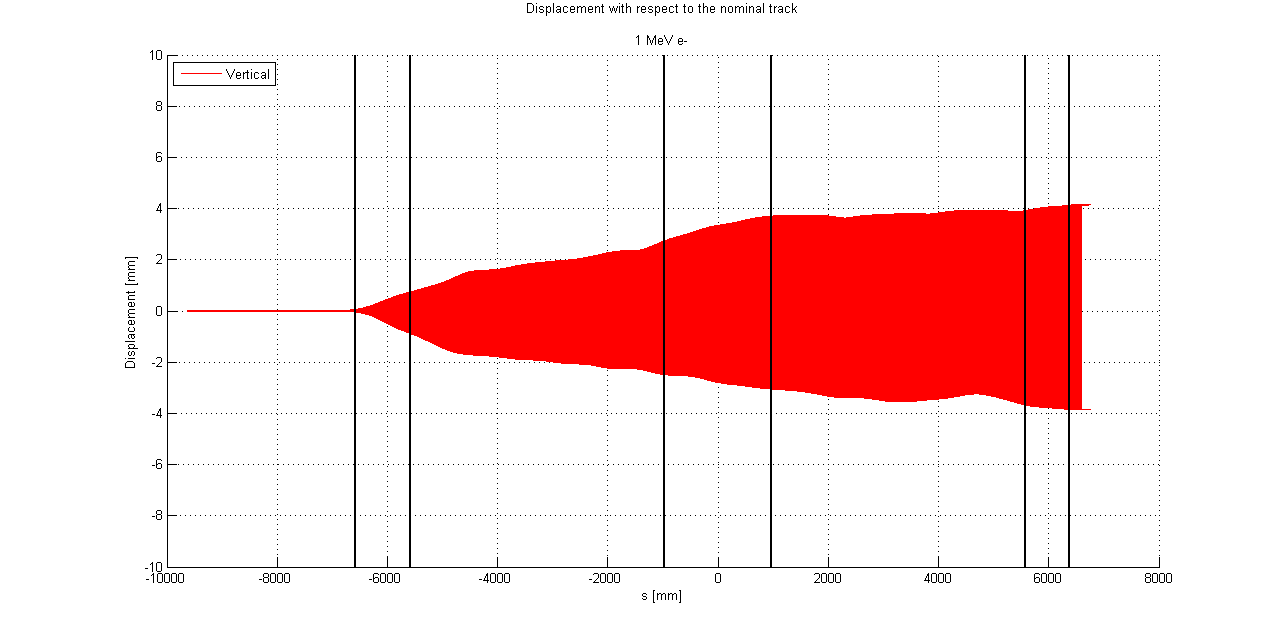 Displacement with respect to the nominal track
1 MeV e-
Vertical
10
8
6
4
2
0
-2
-4
-6
-8
-10
Displacement [mm]
-10000 -8000 -6000 -4000 -2000 0 2000 4000 6000 8000
s [mm]